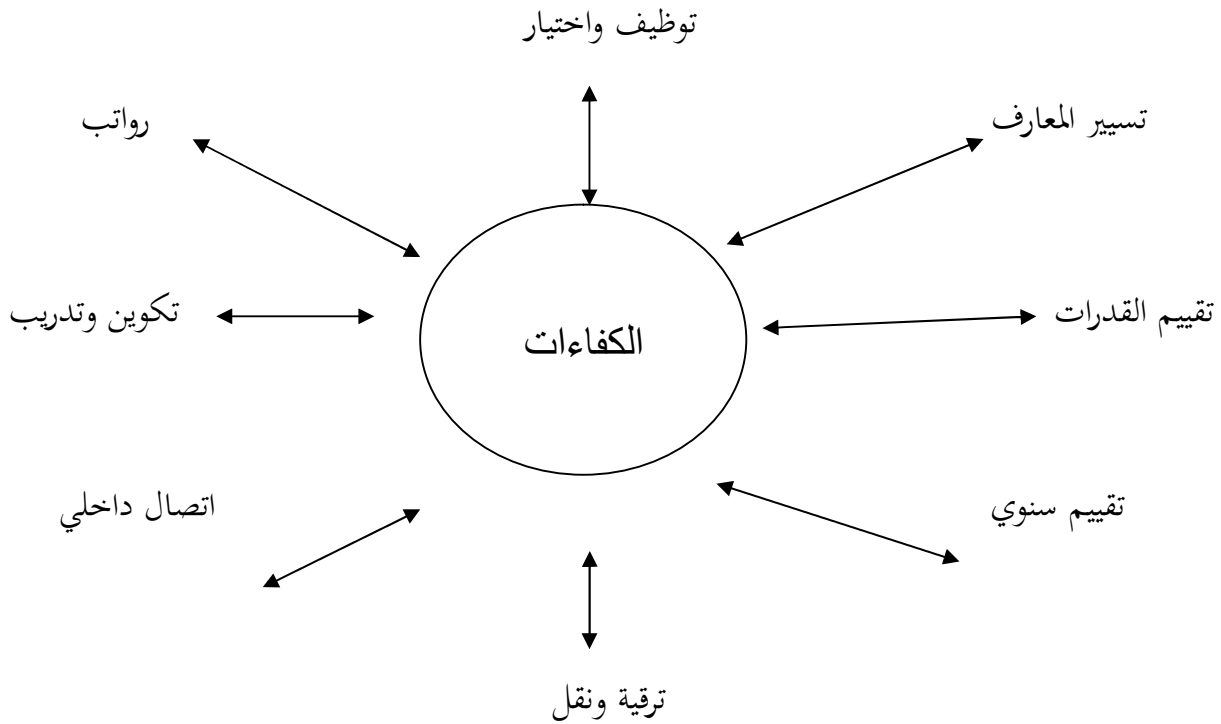 توظيف واختيار
تسيير المعارف
رواتب
تقييم القدرات
الكفاءات
تكوين وتدريب
تقييم سنوي
اتصال داخلي
ترقية ونقل